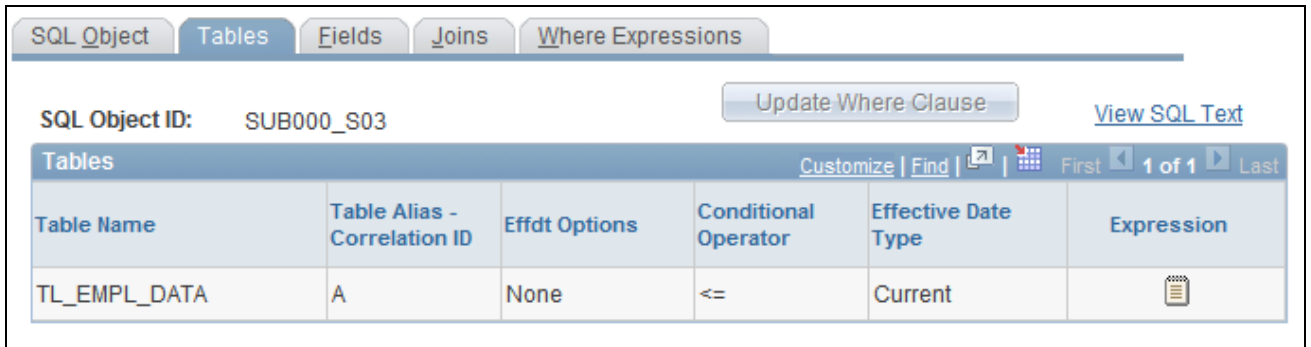 SQL Object Tables Fields Joins Where Expressions
SQL Object ID: SUB000_S03 Update Where Clause View SQL Text
Tables Customize | Find | | First 1 of 1 Last
Table Name Table Alias - Correlation ID Effdt Options Conditional Operator Effective Date Type Expression
TL_EMPL_DATA A None <= Current